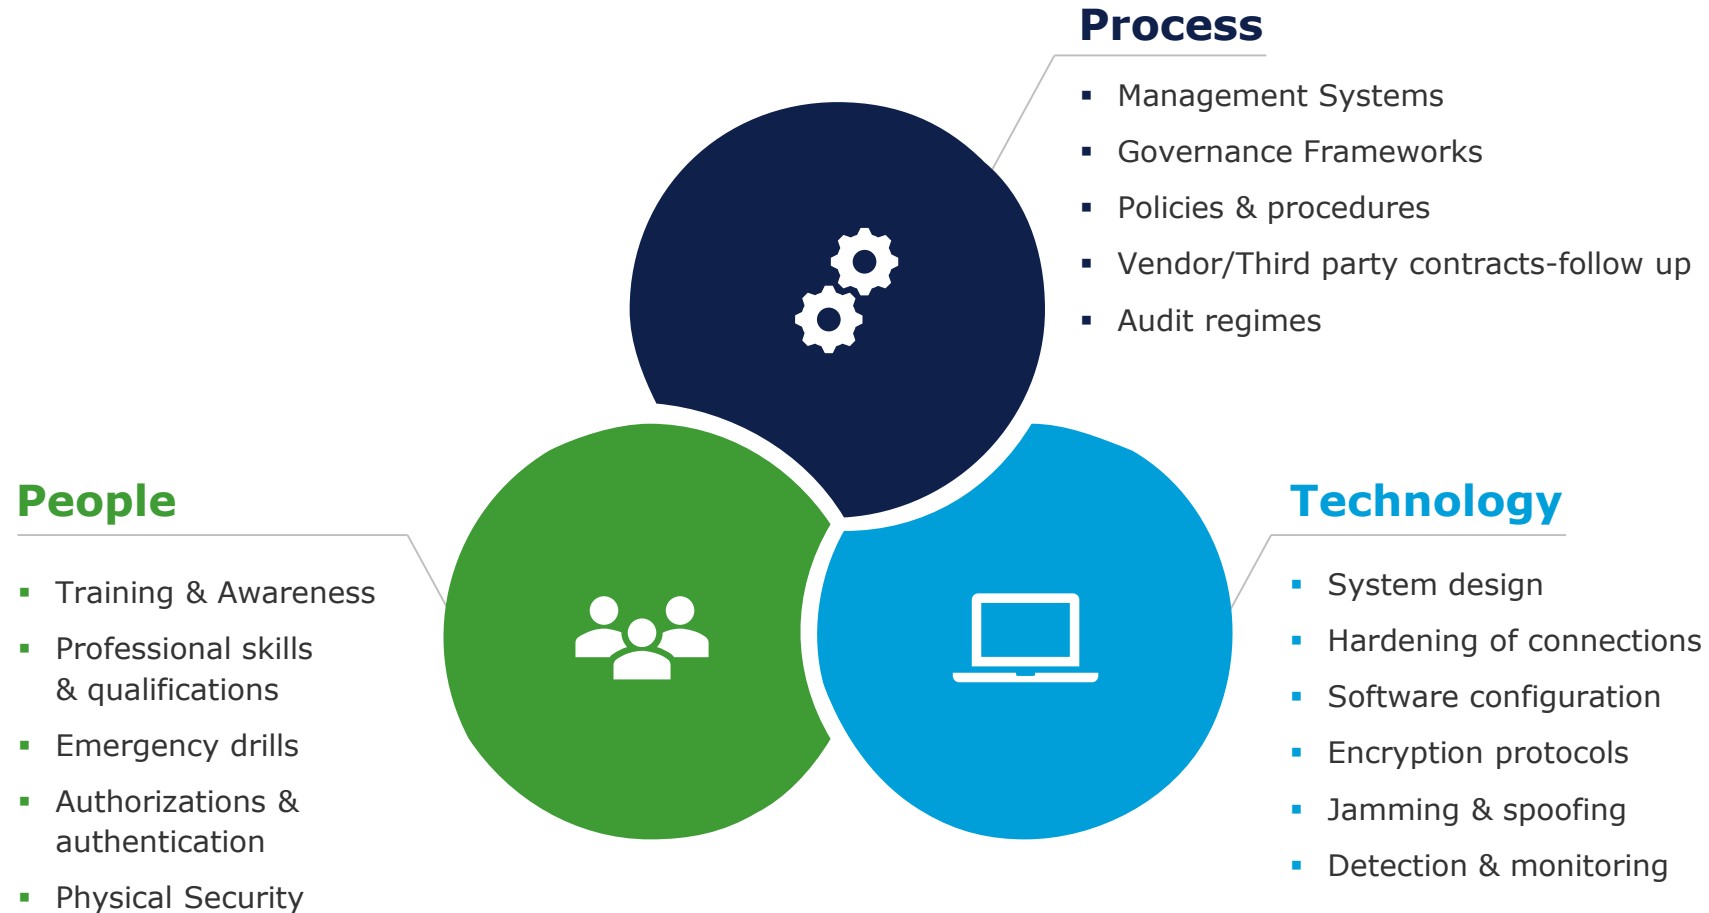 Process
▪ Management Systems
▪ Governance Frameworks
▪ Policies & procedures
▪ Vendor/Third party contracts-follow up
▪ Audit regimes
People
▪ Training & Awareness
▪ Professional skills
& qualifications
▪ Emergency drills
▪ Authorizations &
authentication
▪ Physical Security
Technology
▪ System design
▪ Hardening of connections
▪ Software configuration
▪ Encryption protocols
▪ Jamming & spoofing
▪ Detection & monitoring